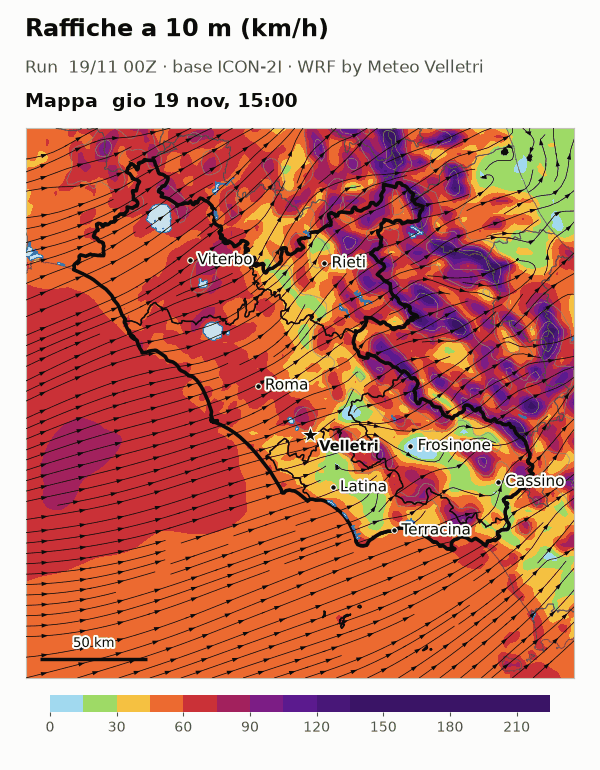 Raffiche a 10 m (km/h)
Run 19/11 00Z · base ICON-2I · WRF by Meteo Velletri
Mappa gio 19 nov, 15:00
Viterbo
Rieti
Roma
Velletri
Frosinone
Latina
Cassino
Terracina
50 km
0 30 60 90 120 150 180 210